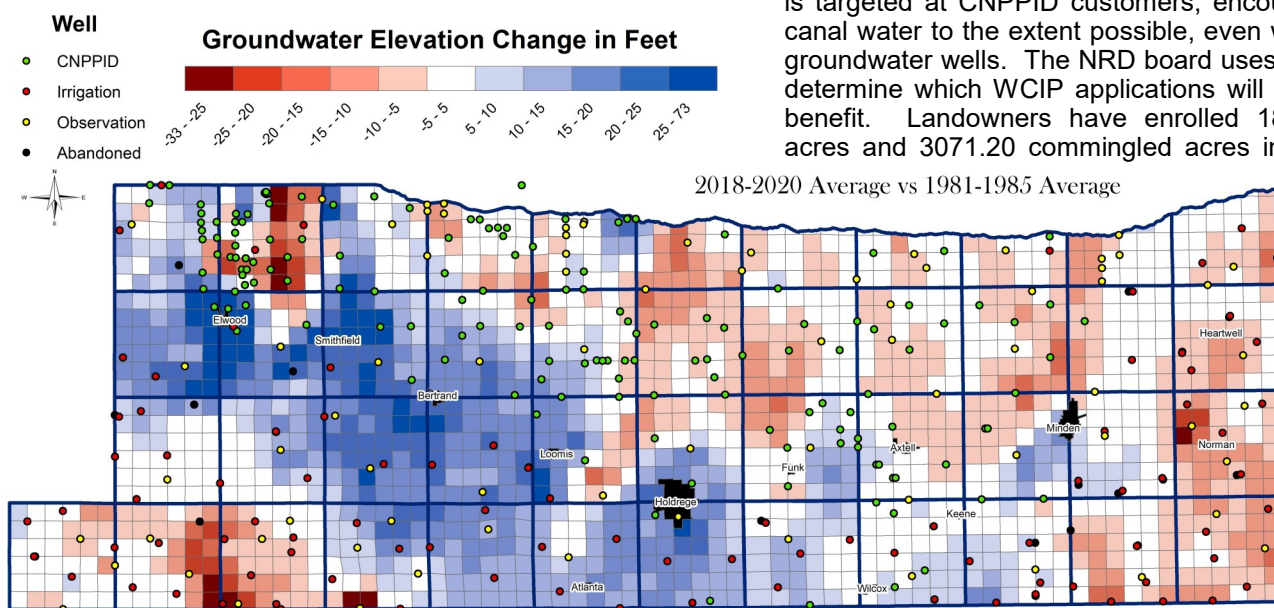 is targeted at CNPPID customers,
canal water to the extent possible, even
groundwater wells. The NRD board uses
determine which WCIP applications will
benefit. Landowners have enrolled
acres and 3071.20 commingled acres
Well
CNPPID
Irrigation
Observation
Abandoned
Groundwater Elevation Change in Feet
-33 - -25
-25 - -20
-20 - -15
-15 - -10
-10 - -5
-5 - 5
5 - 10
10 - 15
15 - 20
20 - 25
25 - 73
N
W E
S
2018-2020 Average vs 1981-1985 Average
Elwood
Smithfield
Heartwell
Bertrand
Minden
Loomis
Axtell
Norman
Funk
Holdrege
Keene
Atlanta
Wilcox